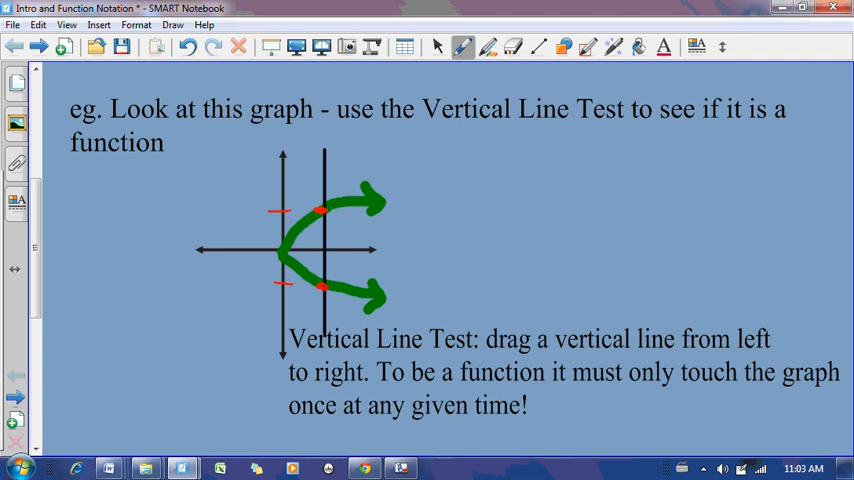 Intro and Function Notation * - SMART Notebook
File Edit View Insert Format Draw Help
eg. Look at this graph - use the Vertical Line Test to see if it is a
function
Vertical Line Test: drag a vertical line from left
to right. To be a function it must only touch the graph
once at any given time!
11:03 AM